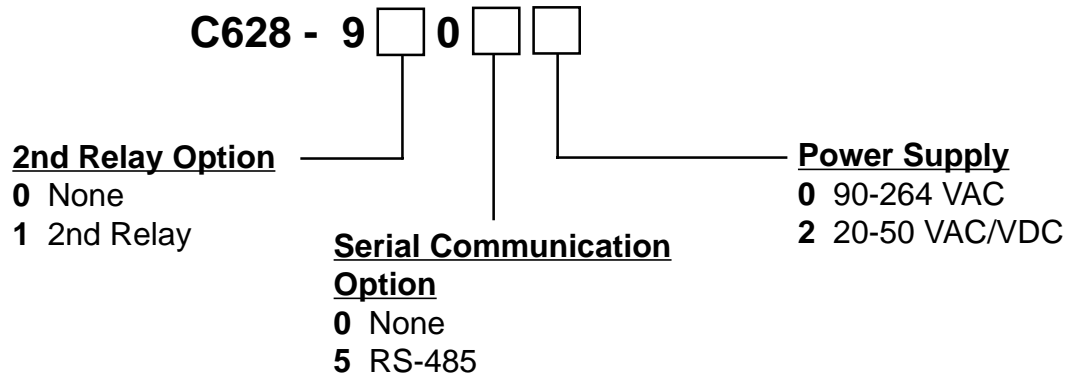 C628 - 9 0
2nd Relay Option
0 None
1 2nd Relay
Serial Communication
Option
0 None
5 RS-485
Power Supply
0 90-264 VAC
2 20-50 VAC/VDC